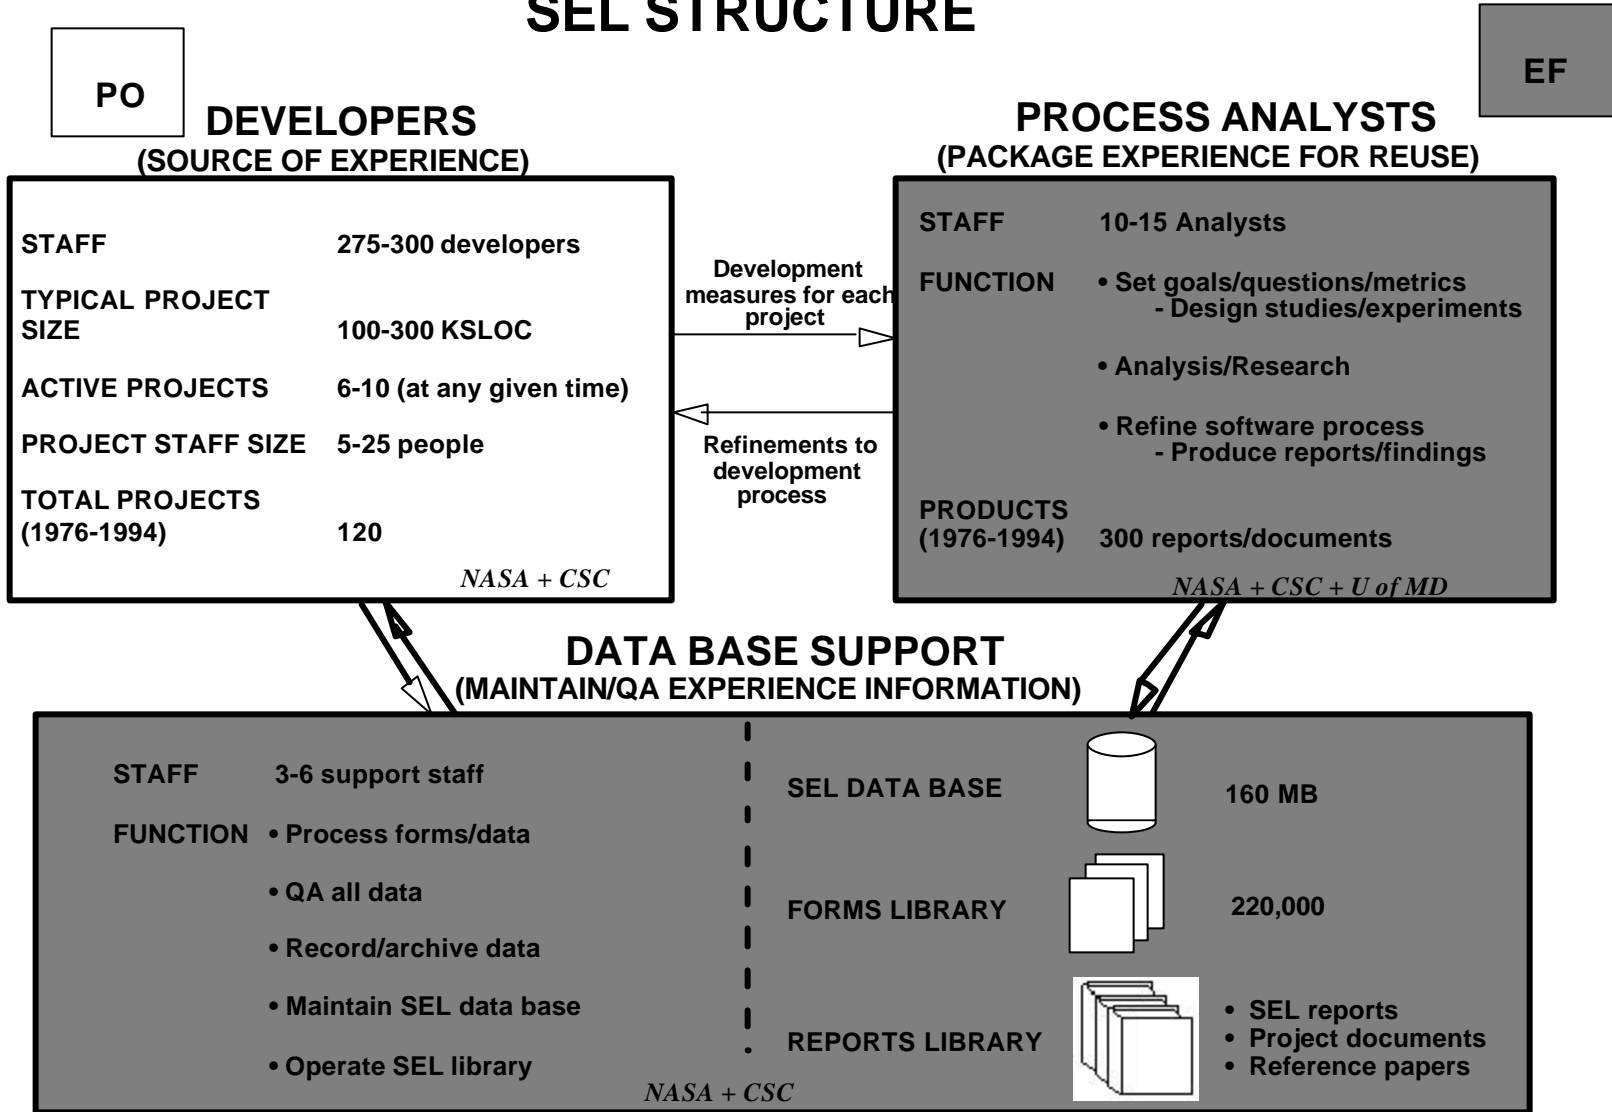 SEL STRUCTURE
PO
EF
DEVELOPERS
(SOURCE OF EXPERIENCE)
STAFF 275-300 developers
TYPICAL PROJECT
SIZE 100-300 KSLOC
ACTIVE PROJECTS 6-10 (at any given time)
PROJECT STAFF SIZE 5-25 people
TOTAL PROJECTS
(1976-1994) 120
NASA + CSC
Development
measures for each
project
Refinements to
development
process
PROCESS ANALYSTS
(PACKAGE EXPERIENCE FOR REUSE)
STAFF 10-15 Analysts
FUNCTION • Set goals/questions/metrics
- Design studies/experiments
• Analysis/Research
• Refine software process
- Produce reports/findings
PRODUCTS
(1976-1994) 300 reports/documents
NASA + CSC + U of MD
DATA BASE SUPPORT
(MAINTAIN/QA EXPERIENCE INFORMATION)
STAFF 3-6 support staff
FUNCTION • Process forms/data
• QA all data
• Record/archive data
• Maintain SEL data base
• Operate SEL library
NASA + CSC
SEL DATA BASE 160 MB
FORMS LIBRARY 220,000
REPORTS LIBRARY
• SEL reports
• Project documents
• Reference papers